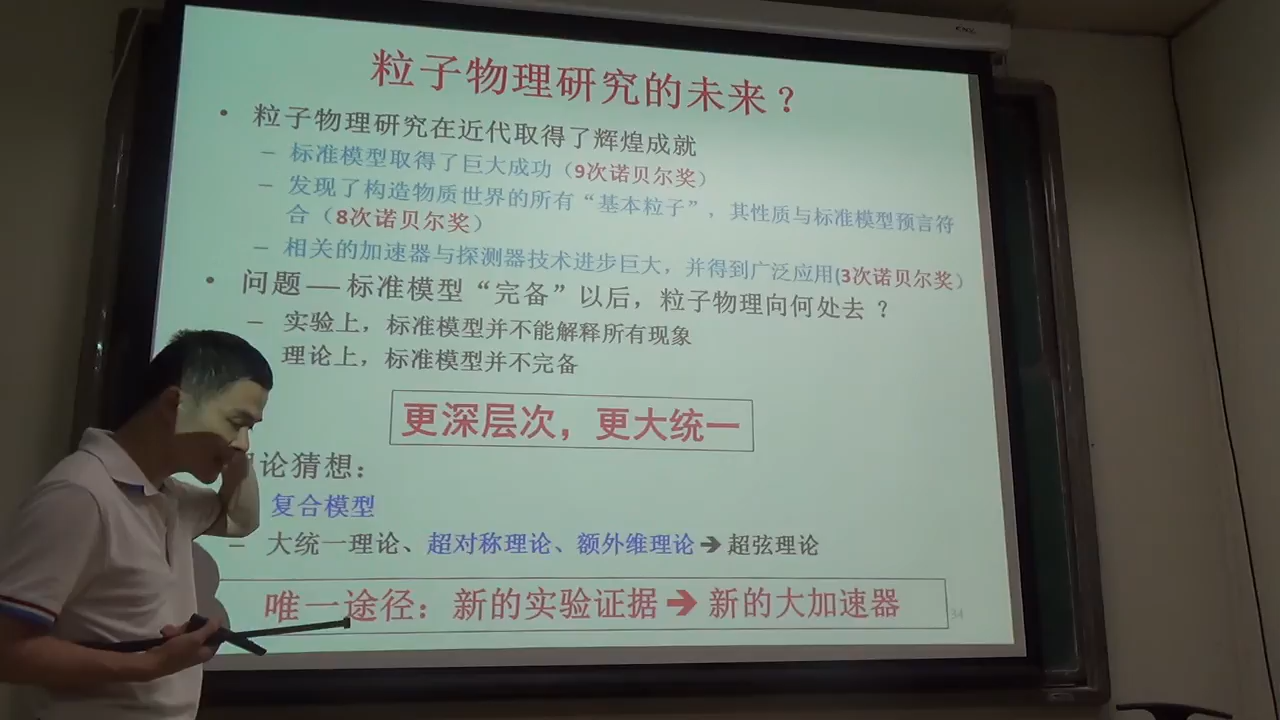 粒子物理研究的未来？
• 粒子物理研究在近代取得了辉煌成就
– 标准模型取得了巨大成功（9次诺贝尔奖）
– 发现了构造物质世界的所有“基本粒子”，其性质与标准模型预言符
合（8次诺贝尔奖）
– 相关的加速器与探测器技术进步巨大，并得到广泛应用(3次诺贝尔奖）
• 问题 — 标准模型“完备”以后，粒子物理向何处去 ？
– 实验上，标准模型并不能解释所有现象
理论上，标准模型并不完备
更深层次，更大统一
论猜想：
复合模型
– 大统一理论、超对称理论、额外维理论 ➔ 超弦理论
唯一途径：新的实验证据 ➔ 新的大加速器
34